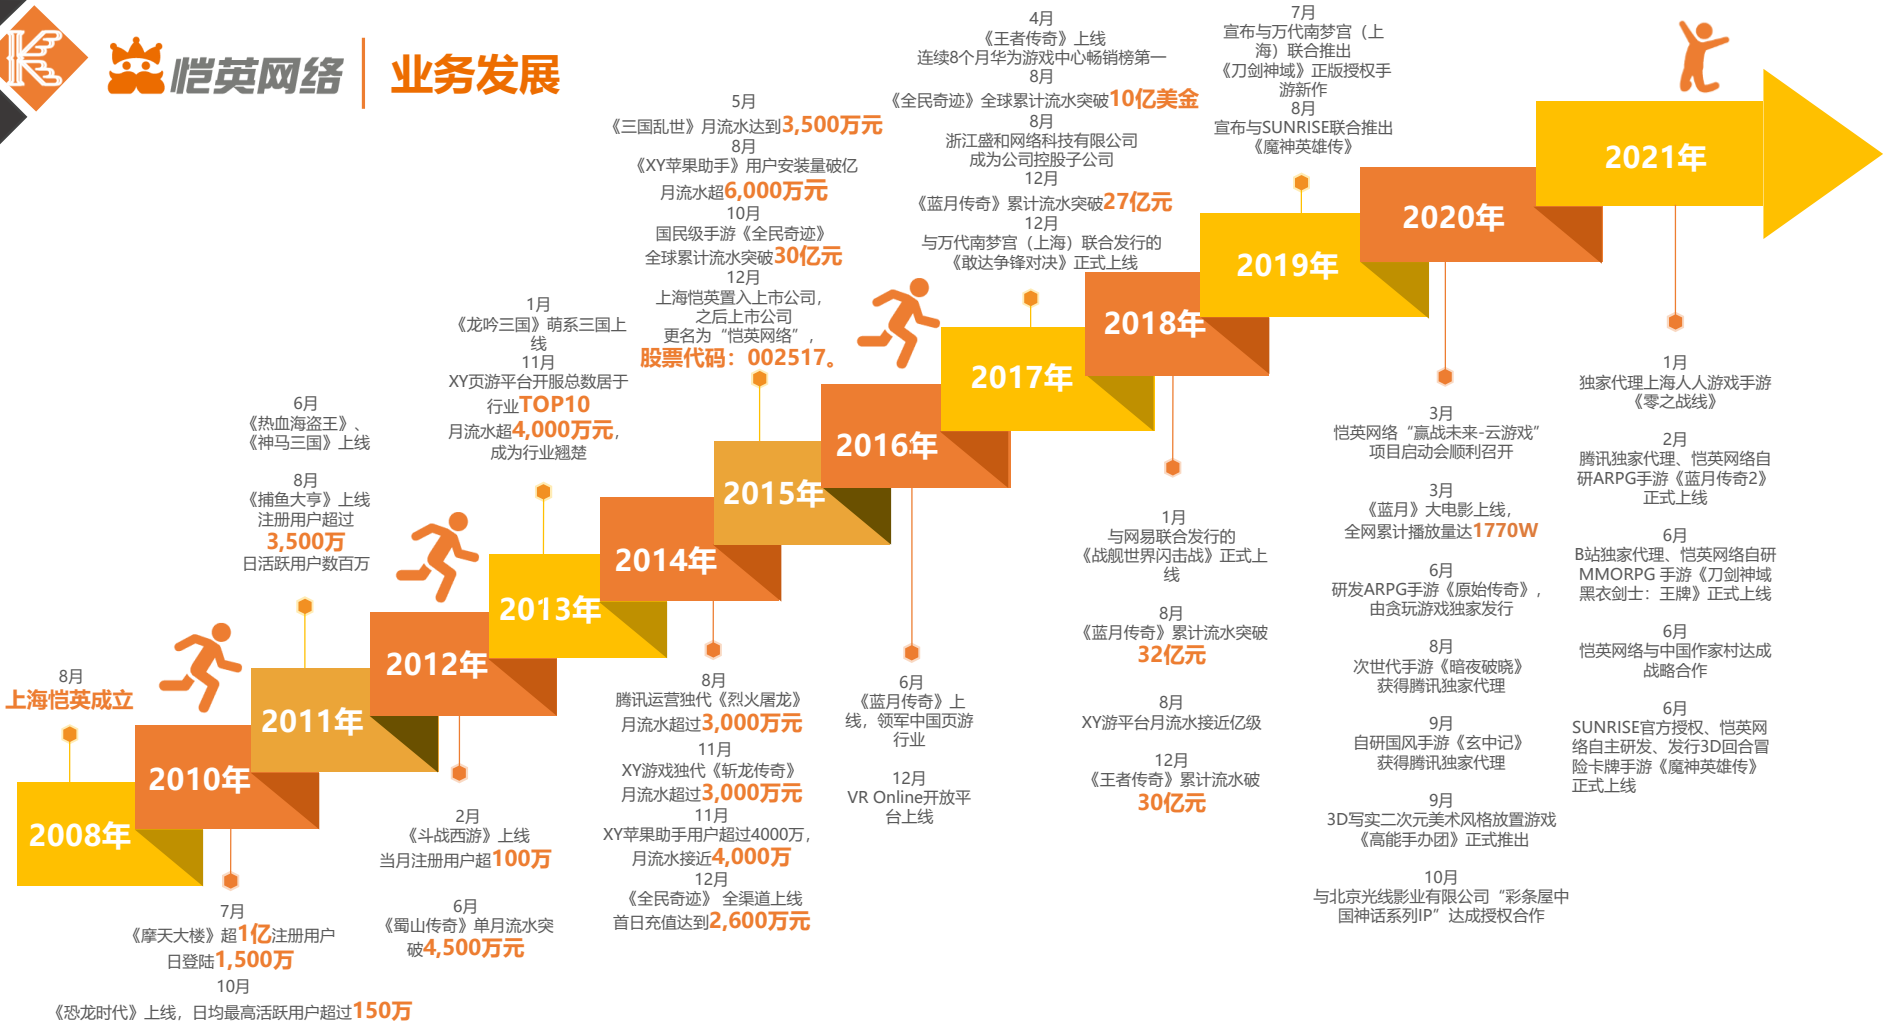 恺英网络
业务发展
8月
上海恺英成立
2008年
2010年
7月
《摩天大楼》超1亿注册用户
日登陆1,500万
10月
《恐龙时代》上线，日均最高活跃用户超过150万
6月
《热血海盗王》、
《神马三国》上线
8月
《捕鱼大亨》上线
注册用户超过
3,500万
日活跃用户数百万
2011年
2012年
2月
《斗战西游》上线
当月注册用户超100万
6月
《蜀山传奇》单月流水突
破4,500万元
1月
《龙吟三国》萌系三国上
线
11月
XY页游平台开服总数居于
行业TOP10
月流水超4,000万元，
成为行业翘楚
2013年
2014年
8月
腾讯运营独代《烈火屠龙》
月流水超过3,000万元
11月
XY游戏独代《斩龙传奇》
月流水超过3,000万元
11月
XY苹果助手用户超过4000万，
月流水接近4,000万
12月
《全民奇迹》 全渠道上线
首日充值达到2,600万元
5月
《三国乱世》月流水达到3,500万元
8月
《XY苹果助手》用户安装量破亿
月流水超6,000万元
10月
国民级手游《全民奇迹》
全球累计流水突破30亿元
12月
上海恺英置入上市公司，
之后上市公司
更名为“恺英网络”，
股票代码：002517。
2015年
2016年
6月
《蓝月传奇》上
线，领军中国页游
行业
12月
VR Online开放平
台上线
4月
《王者传奇》上线
连续8个月华为游戏中心畅销榜第一
8月
《全民奇迹》全球累计流水突破10亿美金
8月
浙江盛和网络科技有限公司
成为公司控股子公司
12月
《蓝月传奇》累计流水突破27亿元
12月
与万代南梦宫（上海）联合发行的
《敢达争锋对决》正式上线
2017年
2018年
1月
与网易联合发行的
《战舰世界闪击战》正式上
线
8月
《蓝月传奇》累计流水突破
32亿元
8月
XY游平台月流水接近亿级
12月
《王者传奇》累计流水破
30亿元
7月
宣布与万代南梦宫（上
海）联合推出
《刀剑神域》正版授权手
游新作
8月
宣布与SUNRISE联合推出
《魔神英雄传》
2019年
2020年
3月
恺英网络“赢战未来-云游戏”
项目启动会顺利召开
3月
《蓝月》大电影上线，
全网累计播放量达1770W
6月
研发ARPG手游《原始传奇》，
由贪玩游戏独家发行
8月
次世代手游《暗夜破晓》
获得腾讯独家代理
9月
自研国风手游《玄中记》
获得腾讯独家代理
9月
3D写实二次元美术风格放置游戏
《高能手办团》正式推出
10月
与北京光线影业有限公司“彩条屋中
国神话系列IP”达成授权合作
2021年
1月
独家代理上海人人游戏手游
《零之战线》
2月
腾讯独家代理、恺英网络自
研ARPG手游《蓝月传奇2》
正式上线
6月
B站独家代理、恺英网络自研
MMORPG 手游《刀剑神域
黑衣剑士：王牌》正式上线
6月
恺英网络与中国作家村达成
战略合作
6月
SUNRISE官方授权、恺英网
络自主研发、发行3D回合冒
险卡牌手游《魔神英雄传》
正式上线